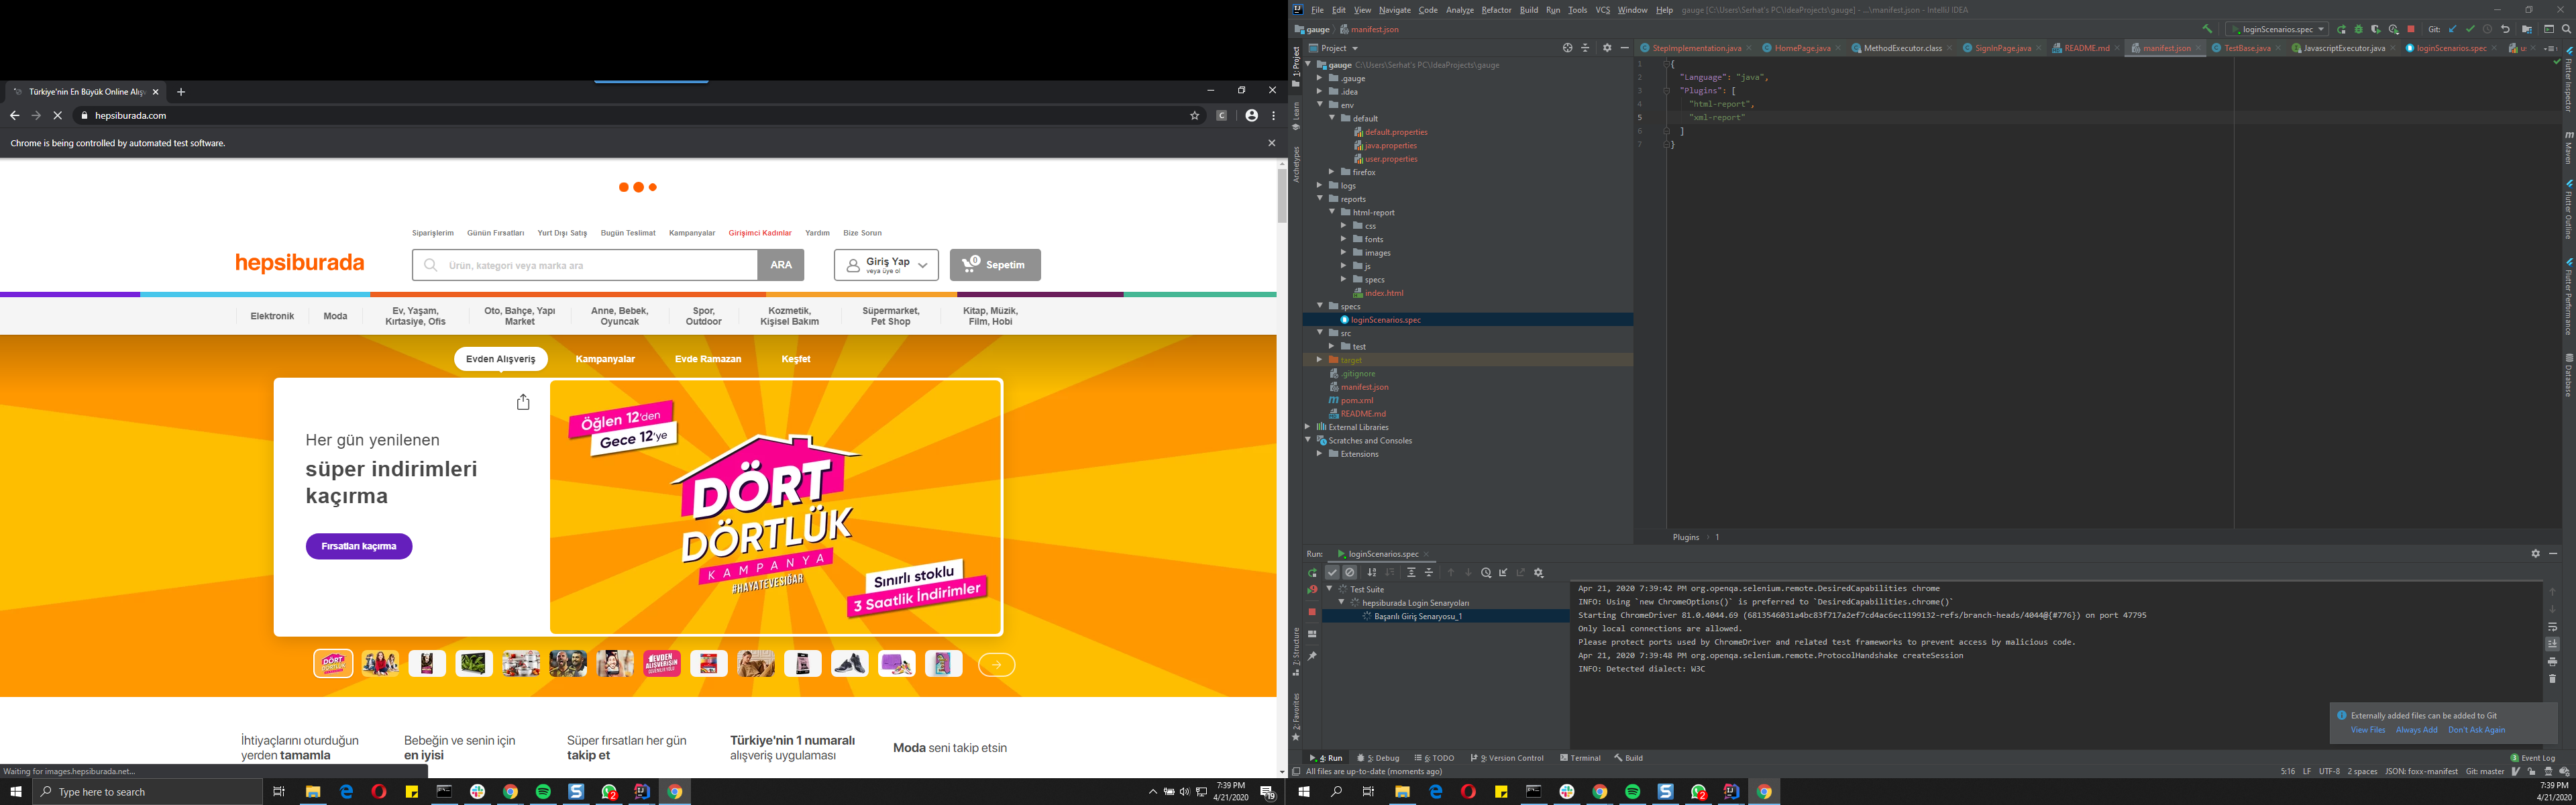 Türkiye'nin En Büyük Online Alışv
hepsiburada.com
Chrome is being controlled by automated test software.
Siparişlerim Günün Fırsatları Yurt Dışı Satış Bugün Teslimat Kampanyalar Girişimci Kadınlar Yardım Bize Sorun
hepsiburada
Ürün, kategori veya marka ara
ARA
Giriş Yap
veya üye ol
0
Sepetim
Elektronik
Moda
Ev, Yaşam,
Kırtasiye, Ofis
Oto, Bahçe, Yapı
Market
Anne, Bebek,
Oyuncak
Spor,
Outdoor
Kozmetik,
Kişisel Bakım
Süpermarket,
Pet Shop
Kitap, Müzik,
Film, Hobi
Evden Alışveriş Kampanyalar Evde Ramazan Keşfet
Her gün yenilenen
süper indirimleri
kaçırma
Fırsatları kaçırma
Öğlen 12'den
Gece 12'ye
DÖRT
DÖRTLÜK
KAMPANYA
#HAYATEVESIĞAR
Sınırlı stoklu
3 Saatlik İndirimler
İhtiyaçlarını oturduğun
yerden tamamla
Bebeğin ve senin için
en iyisi
Süper fırsatları her gün
takip et
Türkiye'nin 1 numaralı
alışveriş uygulaması
Moda seni takip etsin
Waiting for images.hepsiburada.net...
Type here to search
7:39 PM
4/21/2020
File Edit View Navigate Code Analyze Refactor Build Run Tools VCS Window Help gauge [C:\Users\Serhat's PC\IdeaProjects\gauge] - ...\manifest.json - IntelliJ IDEA
gauge manifest.json
loginScenarios.spec
Git:
Project
StepImplementation.java HomePage.java MethodExecutor.class SignInPage.java README.md manifest.json TestBase.java JavascriptExecutor.java loginScenarios.spec
1: Project
Learn
Archetypes
7: Structure
2: Favorites
gauge C:\Users\Serhat's PC\IdeaProjects\gauge
.gauge
.idea
env
default
default.properties
java.properties
user.properties
firefox
logs
reports
html-report
css
fonts
images
js
specs
index.html
specs
loginScenarios.spec
src
test
target
.gitignore
manifest.json
pom.xml
README.md
External Libraries
Scratches and Consoles
Extensions
1 {
2 "Language": "java",
3 "Plugins": [
4 "html-report",
5 "xml-report"
6 ]
7 }
Plugins › 1
Flutter Inspector
Maven
Flutter Outline
Flutter Performance
Database
Run: loginScenarios.spec
Test Suite
hepsiburada Login Senaryoları
Başarılı Giriş Senaryosu_1
Apr 21, 2020 7:39:42 PM org.openqa.selenium.remote.DesiredCapabilities chrome
INFO: Using `new ChromeOptions()` is preferred to `DesiredCapabilities.chrome()`
Starting ChromeDriver 81.0.4044.69 (6813546031a4bc83f717a2ef7cd4ac6ec1199132-refs/branch-heads/4044@{#776}) on port 47795
Only local connections are allowed.
Please protect ports used by ChromeDriver and related test frameworks to prevent access by malicious code.
Apr 21, 2020 7:39:48 PM org.openqa.selenium.remote.ProtocolHandshake createSession
INFO: Detected dialect: W3C
Externally added files can be added to Git
View Files Always Add Don't Ask Again
4: Run 5: Debug 6: TODO 9: Version Control Terminal Build
Event Log
All files are up-to-date (moments ago)
5:16 LF UTF-8 2 spaces JSON: foxx-manifest Git: master
7:39 PM
4/21/2020